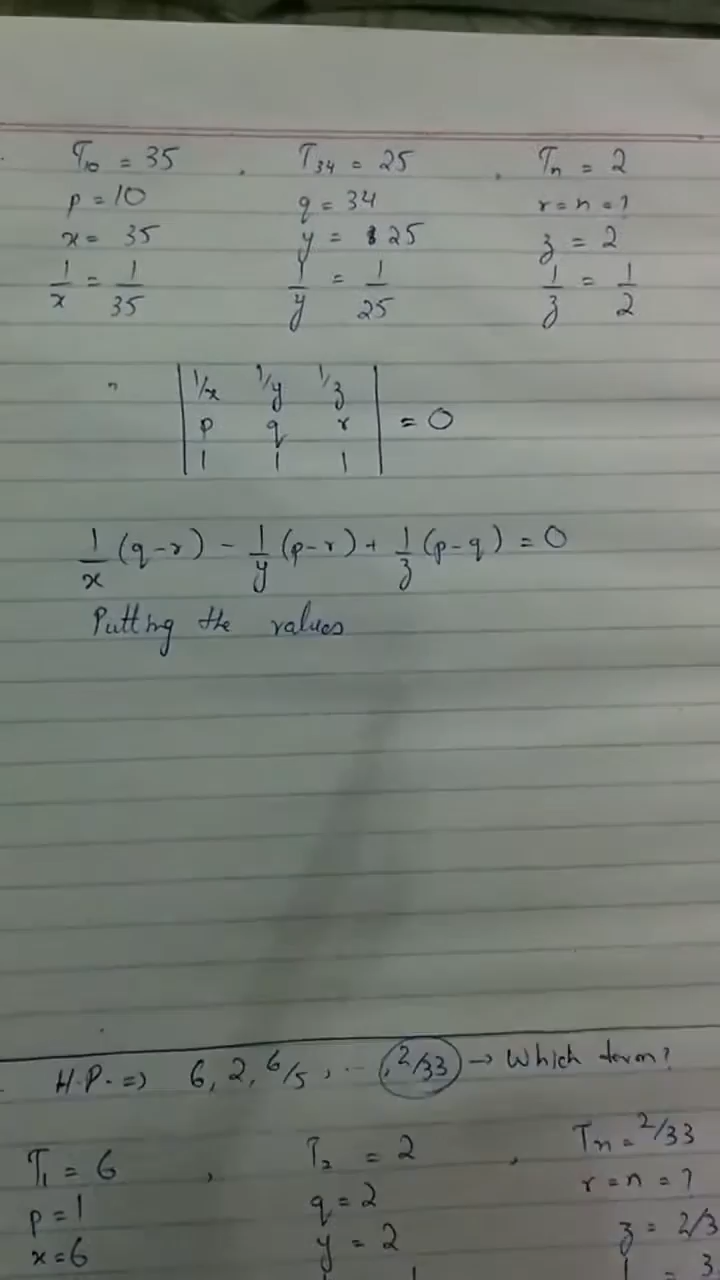 T₁₀ = 35 , T₃₄ = 25 , Tₙ = 2
p = 10 q = 34 r = n = ?
x = 35 y = 25 z = 2
1/x = 1/35 1/y = 1/25 1/z = 1/2
| 1/x 1/y 1/z |
| p q r | = 0
| 1 1 1 |
1/x (q-r) - 1/y (p-r) + 1/z (p-q) = 0
Putting the values
H.P. => 6, 2, 6/5, ... , 2/33 → Which term?
T₁ = 6 , T₂ = 2 , Tₙ = 2/33
p = 1 q = 2 r = n = ?
x = 6 y = 2 z = 2/3